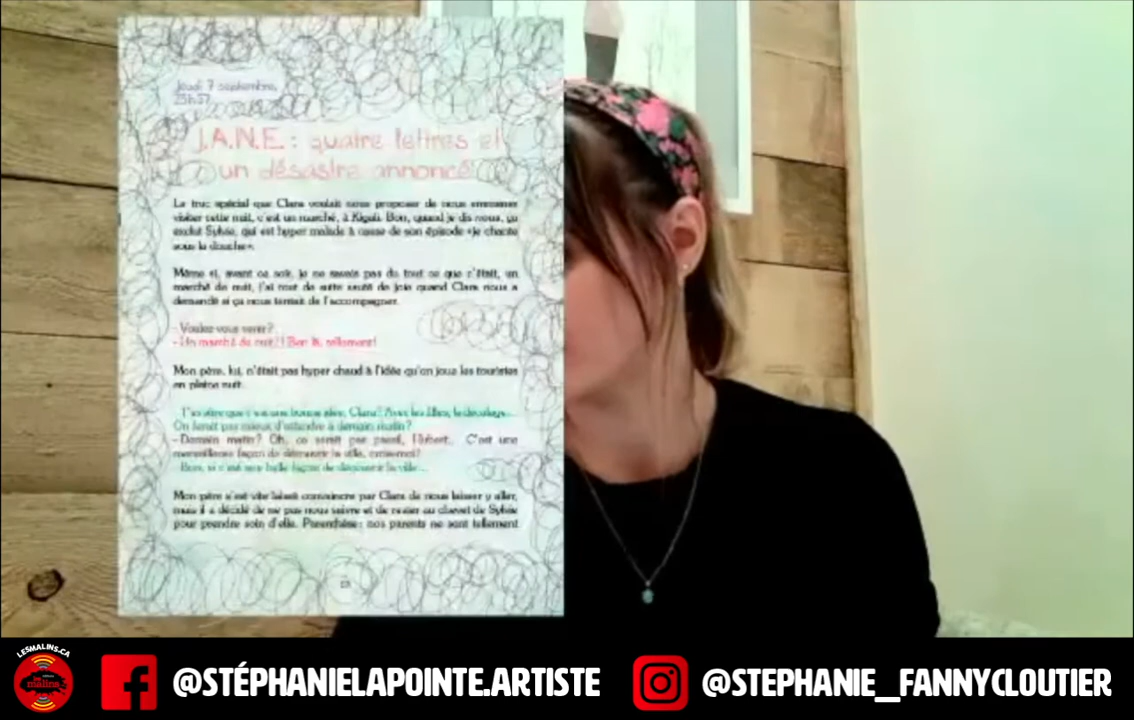 Jeudi 7 septembre,
23h37
J.A.N.E. : quatre lettres et
un désastre annoncé!
Le truc spécial que Clara voulait nous proposer de nous emmener
visiter cette nuit, c'est un marché, à Kigali. Bon, quand je dis nous, ça
exclut Sylvie, qui est hyper malade à cause de son épisode «je chante
sous la douche».
Même si, avant ce soir, je ne savais pas du tout ce que c'était, un
marché de nuit, j'ai tout de suite sauté de joie quand Clara nous a
demandé si ça nous tentait de l'accompagner.
- Voulez-vous venir?
- Un marché de nuit!! Ben là, tellement!
Mon père, lui, n'était pas hyper chaud à l'idée qu'on joue les touristes
en pleine nuit.
- T'es sûre que c'est une bonne idée, Clara? Avec les filles, le décalage...
On ferait pas mieux d'attendre à demain matin?
- Demain matin? Oh, ce serait pas pareil, Hubert. C'est une
merveilleuse façon de découvrir la ville, crois-moi!
- Bon, si c'est une belle façon de découvrir la ville...
Mon père s'est vite laissé convaincre par Clara de nous laisser y aller,
mais il a décidé de ne pas nous suivre et de rester au chevet de Sylvie
pour prendre soin d'elle. Parenthèse : nos parents ne sont tellement
LESMALINS.CA
les malins
@STÉPHANIELAPOINTE.ARTISTE
@STEPHANIE_FANNYCLOUTIER